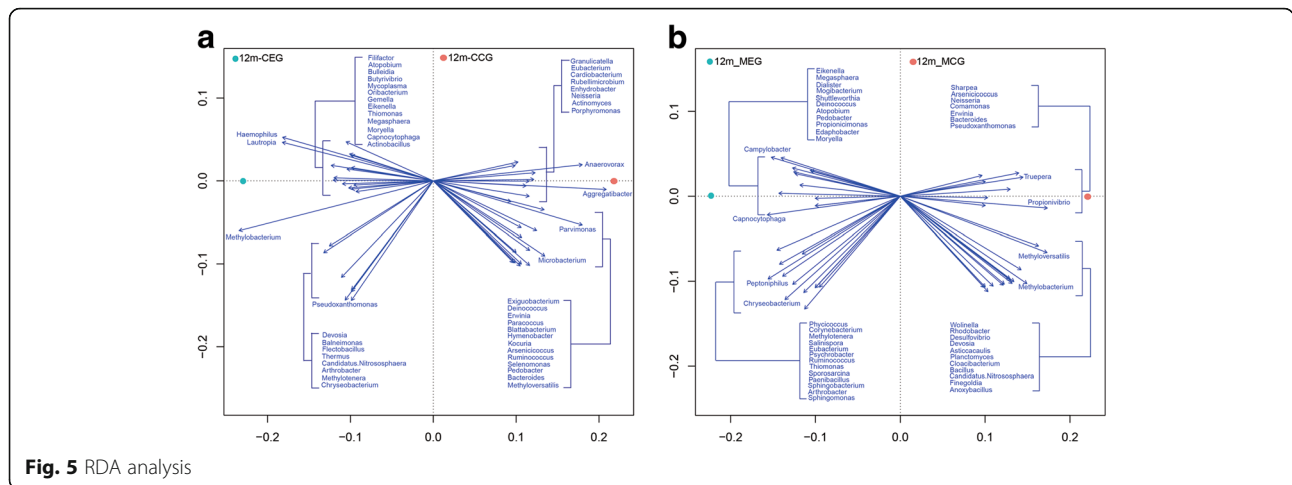 a
12m-CEG
12m-CCG
Filifactor
Atopobium
Bulleidia
Butyrivibrio
Mycoplasma
Oribacterium
Gemella
Eikenella
Thiomonas
Megasphaera
Moryella
Capnocytophaga
Actinobacillus
Granulicatella
Eubacterium
Cardiobacterium
Rubellimicrobium
Enhydrobacter
Neisseria
Actinomyces
Porphyromonas
Haemophilus
Lautropia
Anaerovorax
Aggregatibacter
Parvimonas
Microbacterium
Methylobacterium
Pseudoxanthomonas
Devosia
Balneimonas
Flectobacillus
Thermus
Candidatus.Nitrososphaera
Arthrobacter
Methylotenera
Chryseobacterium
Exiguobacterium
Deinococcus
Erwinia
Paracoccus
Blattabacterium
Hymenobacter
Kocuria
Arsenicicoccus
Ruminococcus
Selenomonas
Pedobacter
Bacteroides
Methyloversatilis
0.1
0.0
−0.1
−0.2
−0.2
−0.1
0.0
0.1
0.2
b
12m_MEG
12m_MCG
Eikenella
Megasphaera
Dialister
Mogibacterium
Shuttleworthia
Deinococcus
Atopobium
Pedobacter
Propionicimonas
Edaphobacter
Moryella
Sharpea
Arsenicicoccus
Neisseria
Comamonas
Erwinia
Bacteroides
Pseudoxanthomonas
Campylobacter
Capnocytophaga
Truepera
Propionivibrio
Methyloversatilis
Methylobacterium
Peptoniphilus
Chryseobacterium
Phycicoccus
Corynebacterium
Methylotenera
Salinispora
Eubacterium
Psychrobacter
Ruminococcus
Thiomonas
Sporosarcina
Paenibacillus
Sphingobacterium
Arthrobacter
Sphingomonas
Wolinella
Rhodobacter
Desulfovibrio
Devosia
Asticcacaulis
Planctomyces
Cloacibacterium
Bacillus
Candidatus.Nitrososphaera
Finegoldia
Anoxybacillus
0.1
0.0
−0.1
−0.2
−0.2
−0.1
0.0
0.1
0.2
Fig. 5 RDA analysis